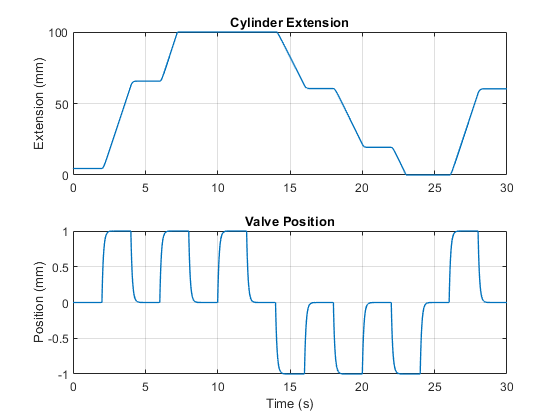 Cylinder Extension
Extension (mm)
100
50
0
0 5 10 15 20 25 30
Valve Position
Position (mm)
1
0.5
0
-0.5
-1
0 5 10 15 20 25 30
Time (s)